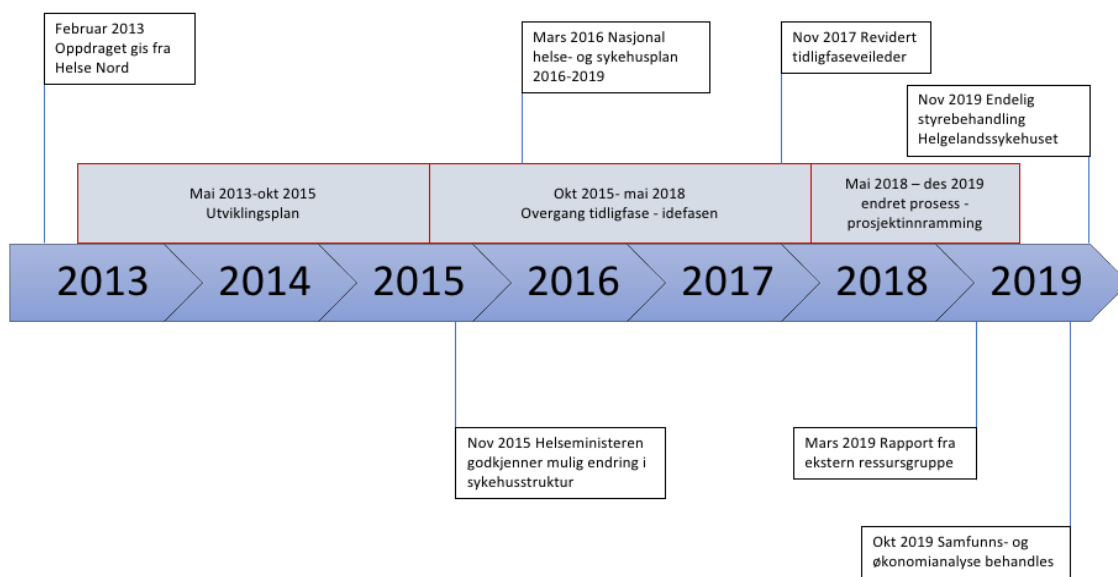 Februar 2013
Oppdraget gis fra
Helse Nord
Mars 2016 Nasjonal
helse- og sykehusplan
2016-2019
Nov 2017 Revidert
tidligfaseveileder
Nov 2019 Endelig
styrebehandling
Helgelandssykehuset
Mai 2013-okt 2015
Utviklingsplan
Okt 2015- mai 2018
Overgang tidligfase - idefasen
Mai 2018 – des 2019
endret prosess -
prosjektinnramming
2013
2014
2015
2016
2017
2018
2019
Nov 2015 Helseministeren
godkjenner mulig endring i
sykehusstruktur
Mars 2019 Rapport fra
ekstern ressursgruppe
Okt 2019 Samfunns- og
økonomianalyse behandles